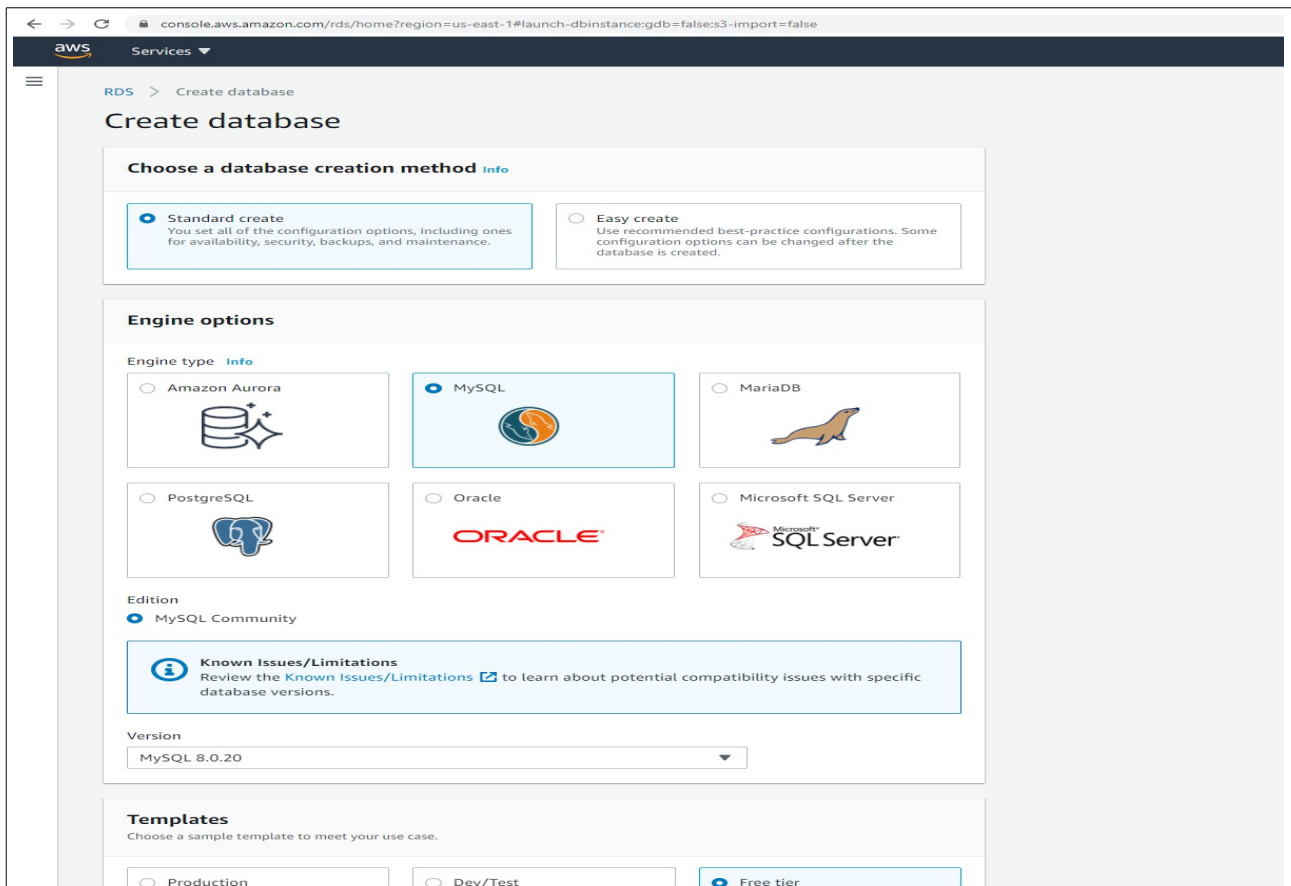 console.aws.amazon.com/rds/home?region=us-east-1#launch-dbinstance:gdb=false;s3-import=false
aws Services
RDS > Create database
Create database
Choose a database creation method Info
Standard create
You set all of the configuration options, including ones
for availability, security, backups, and maintenance.
Easy create
Use recommended best-practice configurations. Some
configuration options can be changed after the
database is created.
Engine options
Engine type Info
Amazon Aurora
MySQL
MariaDB
PostgreSQL
Oracle
ORACLE
Microsoft SQL Server
Microsoft
SQL Server
Edition
MySQL Community
Known Issues/Limitations
Review the Known Issues/Limitations to learn about potential compatibility issues with specific
database versions.
Version
MySQL 8.0.20
Templates
Choose a sample template to meet your use case.
Production
Dev/Test
Free tier